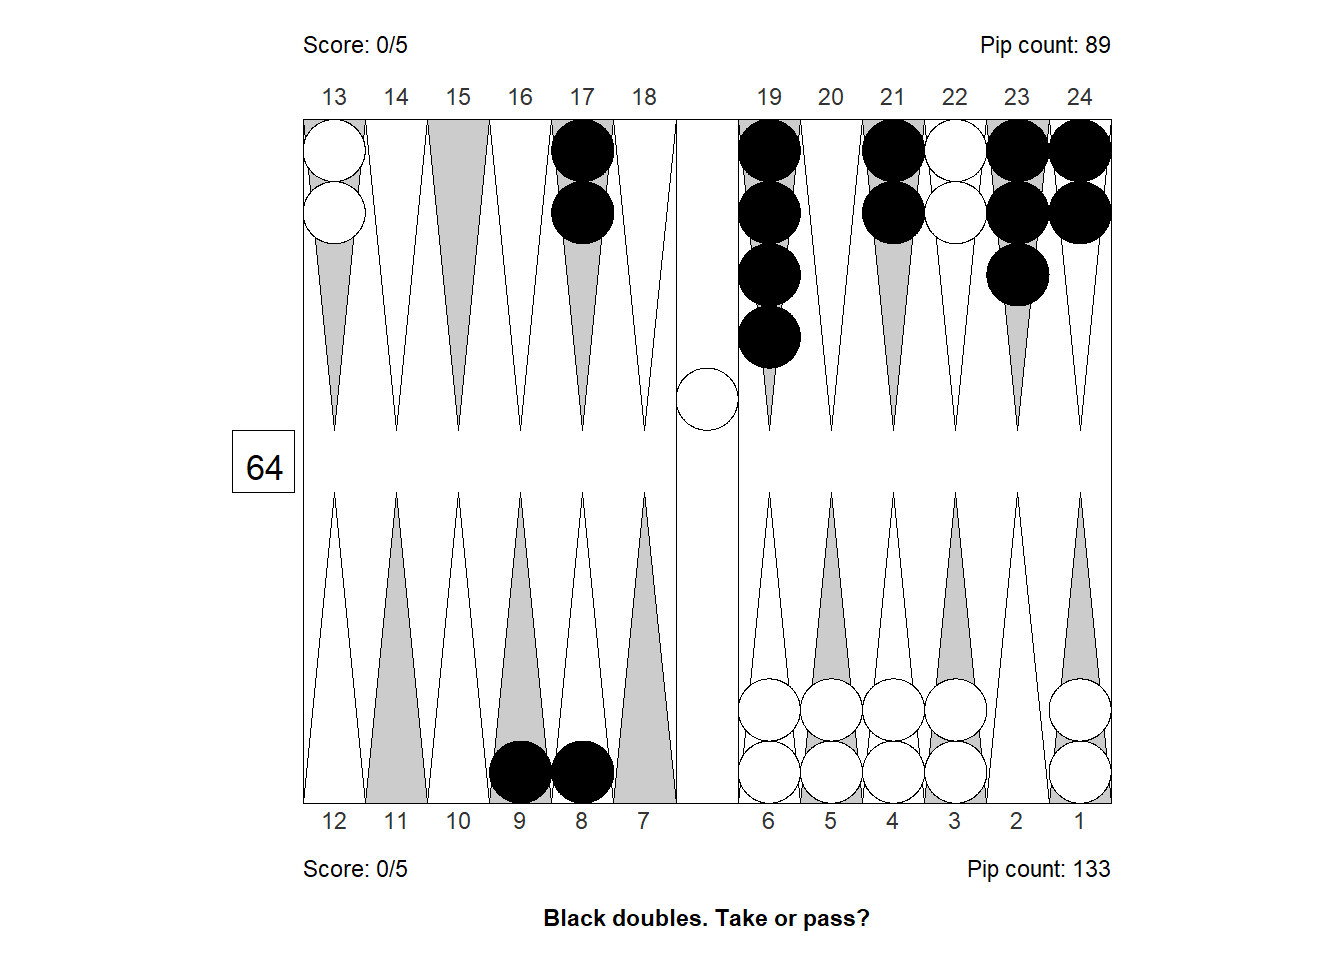 Score: 0/5 Pip count: 89
13 14 15 16 17 18 19 20 21 22 23 24
64
12 11 10 9 8 7 6 5 4 3 2 1
Score: 0/5 Pip count: 133
Black doubles. Take or pass?